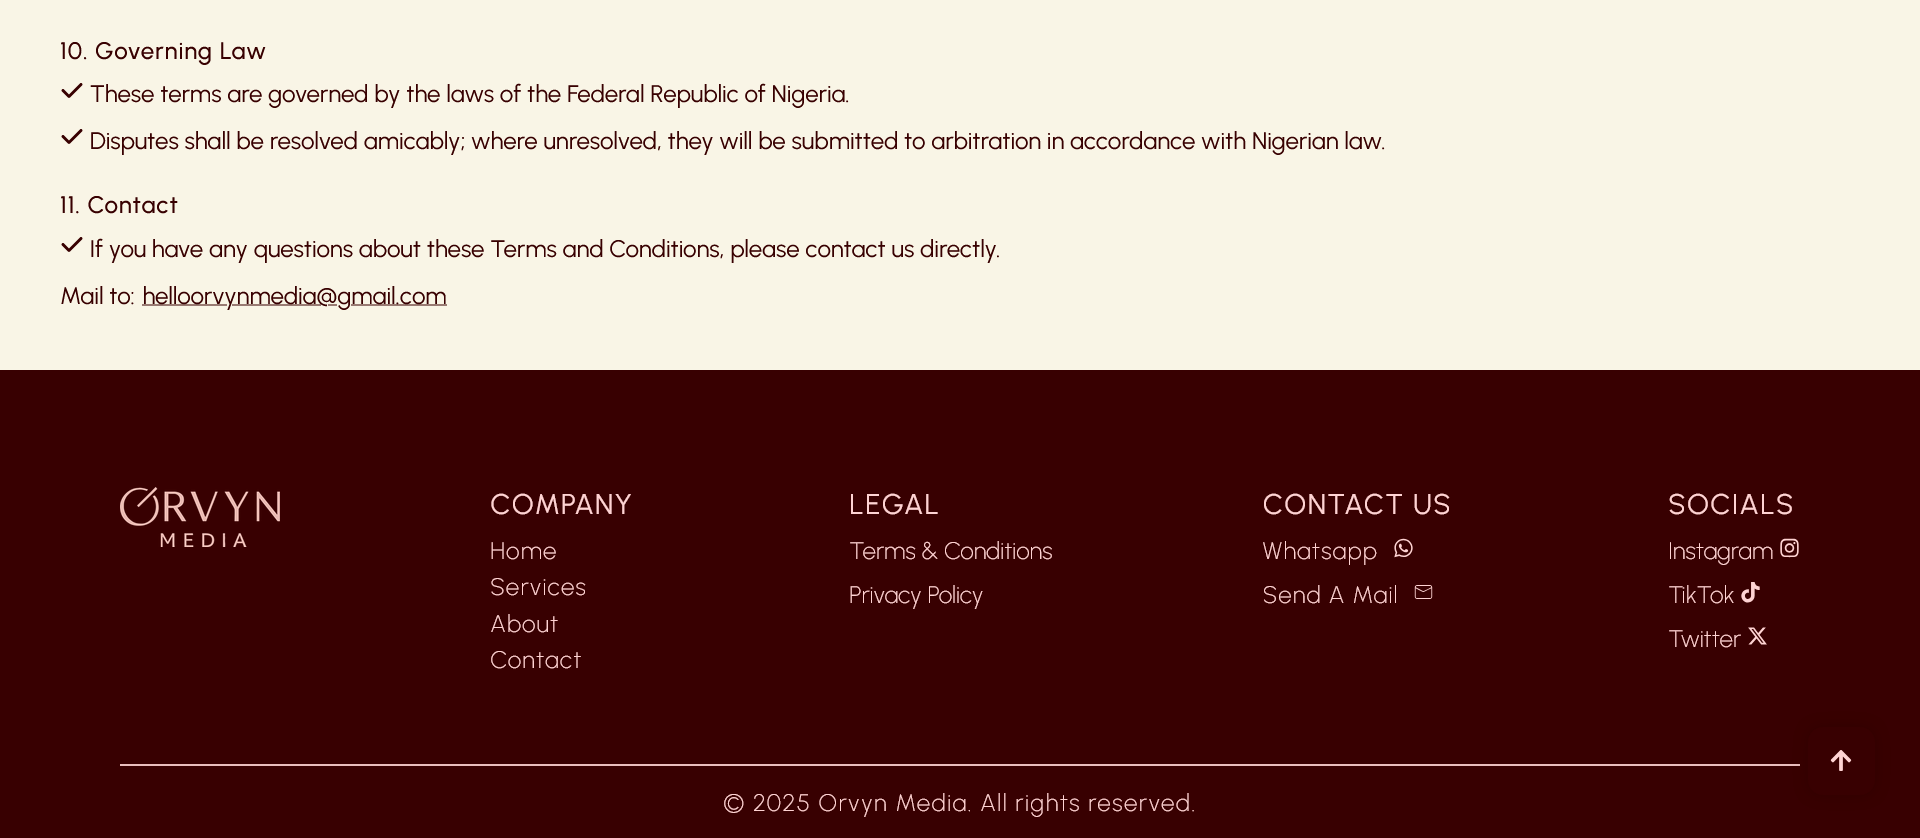 10. Governing Law
These terms are governed by the laws of the Federal Republic of Nigeria.
Disputes shall be resolved amicably; where unresolved, they will be submitted to arbitration in accordance with Nigerian law.
11. Contact
If you have any questions about these Terms and Conditions, please contact us directly.
Mail to: helloorvynmedia@gmail.com
ORVYN
MEDIA
COMPANY
Home
Services
About
Contact
LEGAL
Terms & Conditions
Privacy Policy
CONTACT US
Whatsapp
Send A Mail
SOCIALS
Instagram
TikTok
Twitter
© 2025 Orvyn Media. All rights reserved.